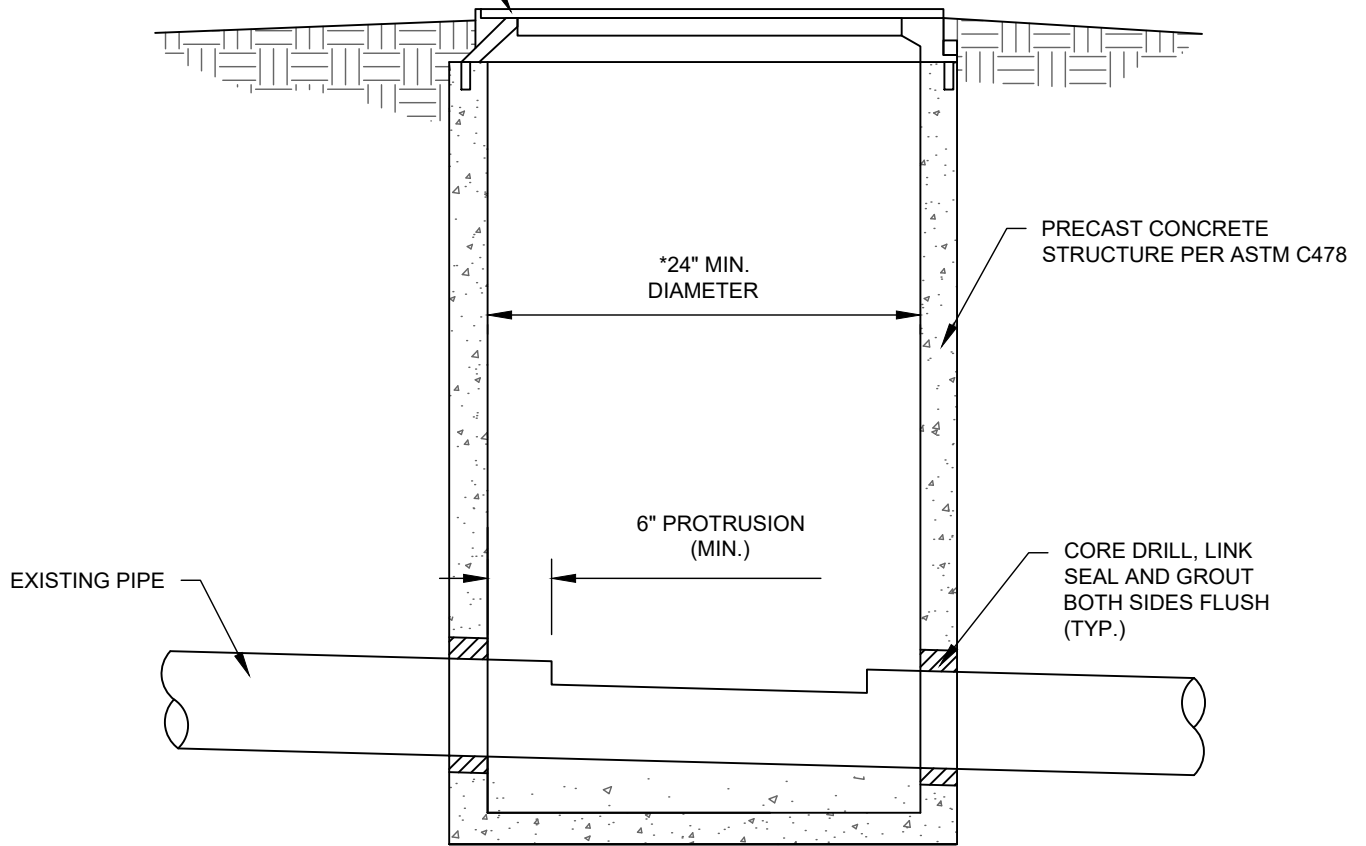 *24" MIN.
DIAMETER
PRECAST CONCRETE
STRUCTURE PER ASTM C478
6" PROTRUSION
(MIN.)
EXISTING PIPE
CORE DRILL, LINK
SEAL AND GROUT
BOTH SIDES FLUSH
(TYP.)